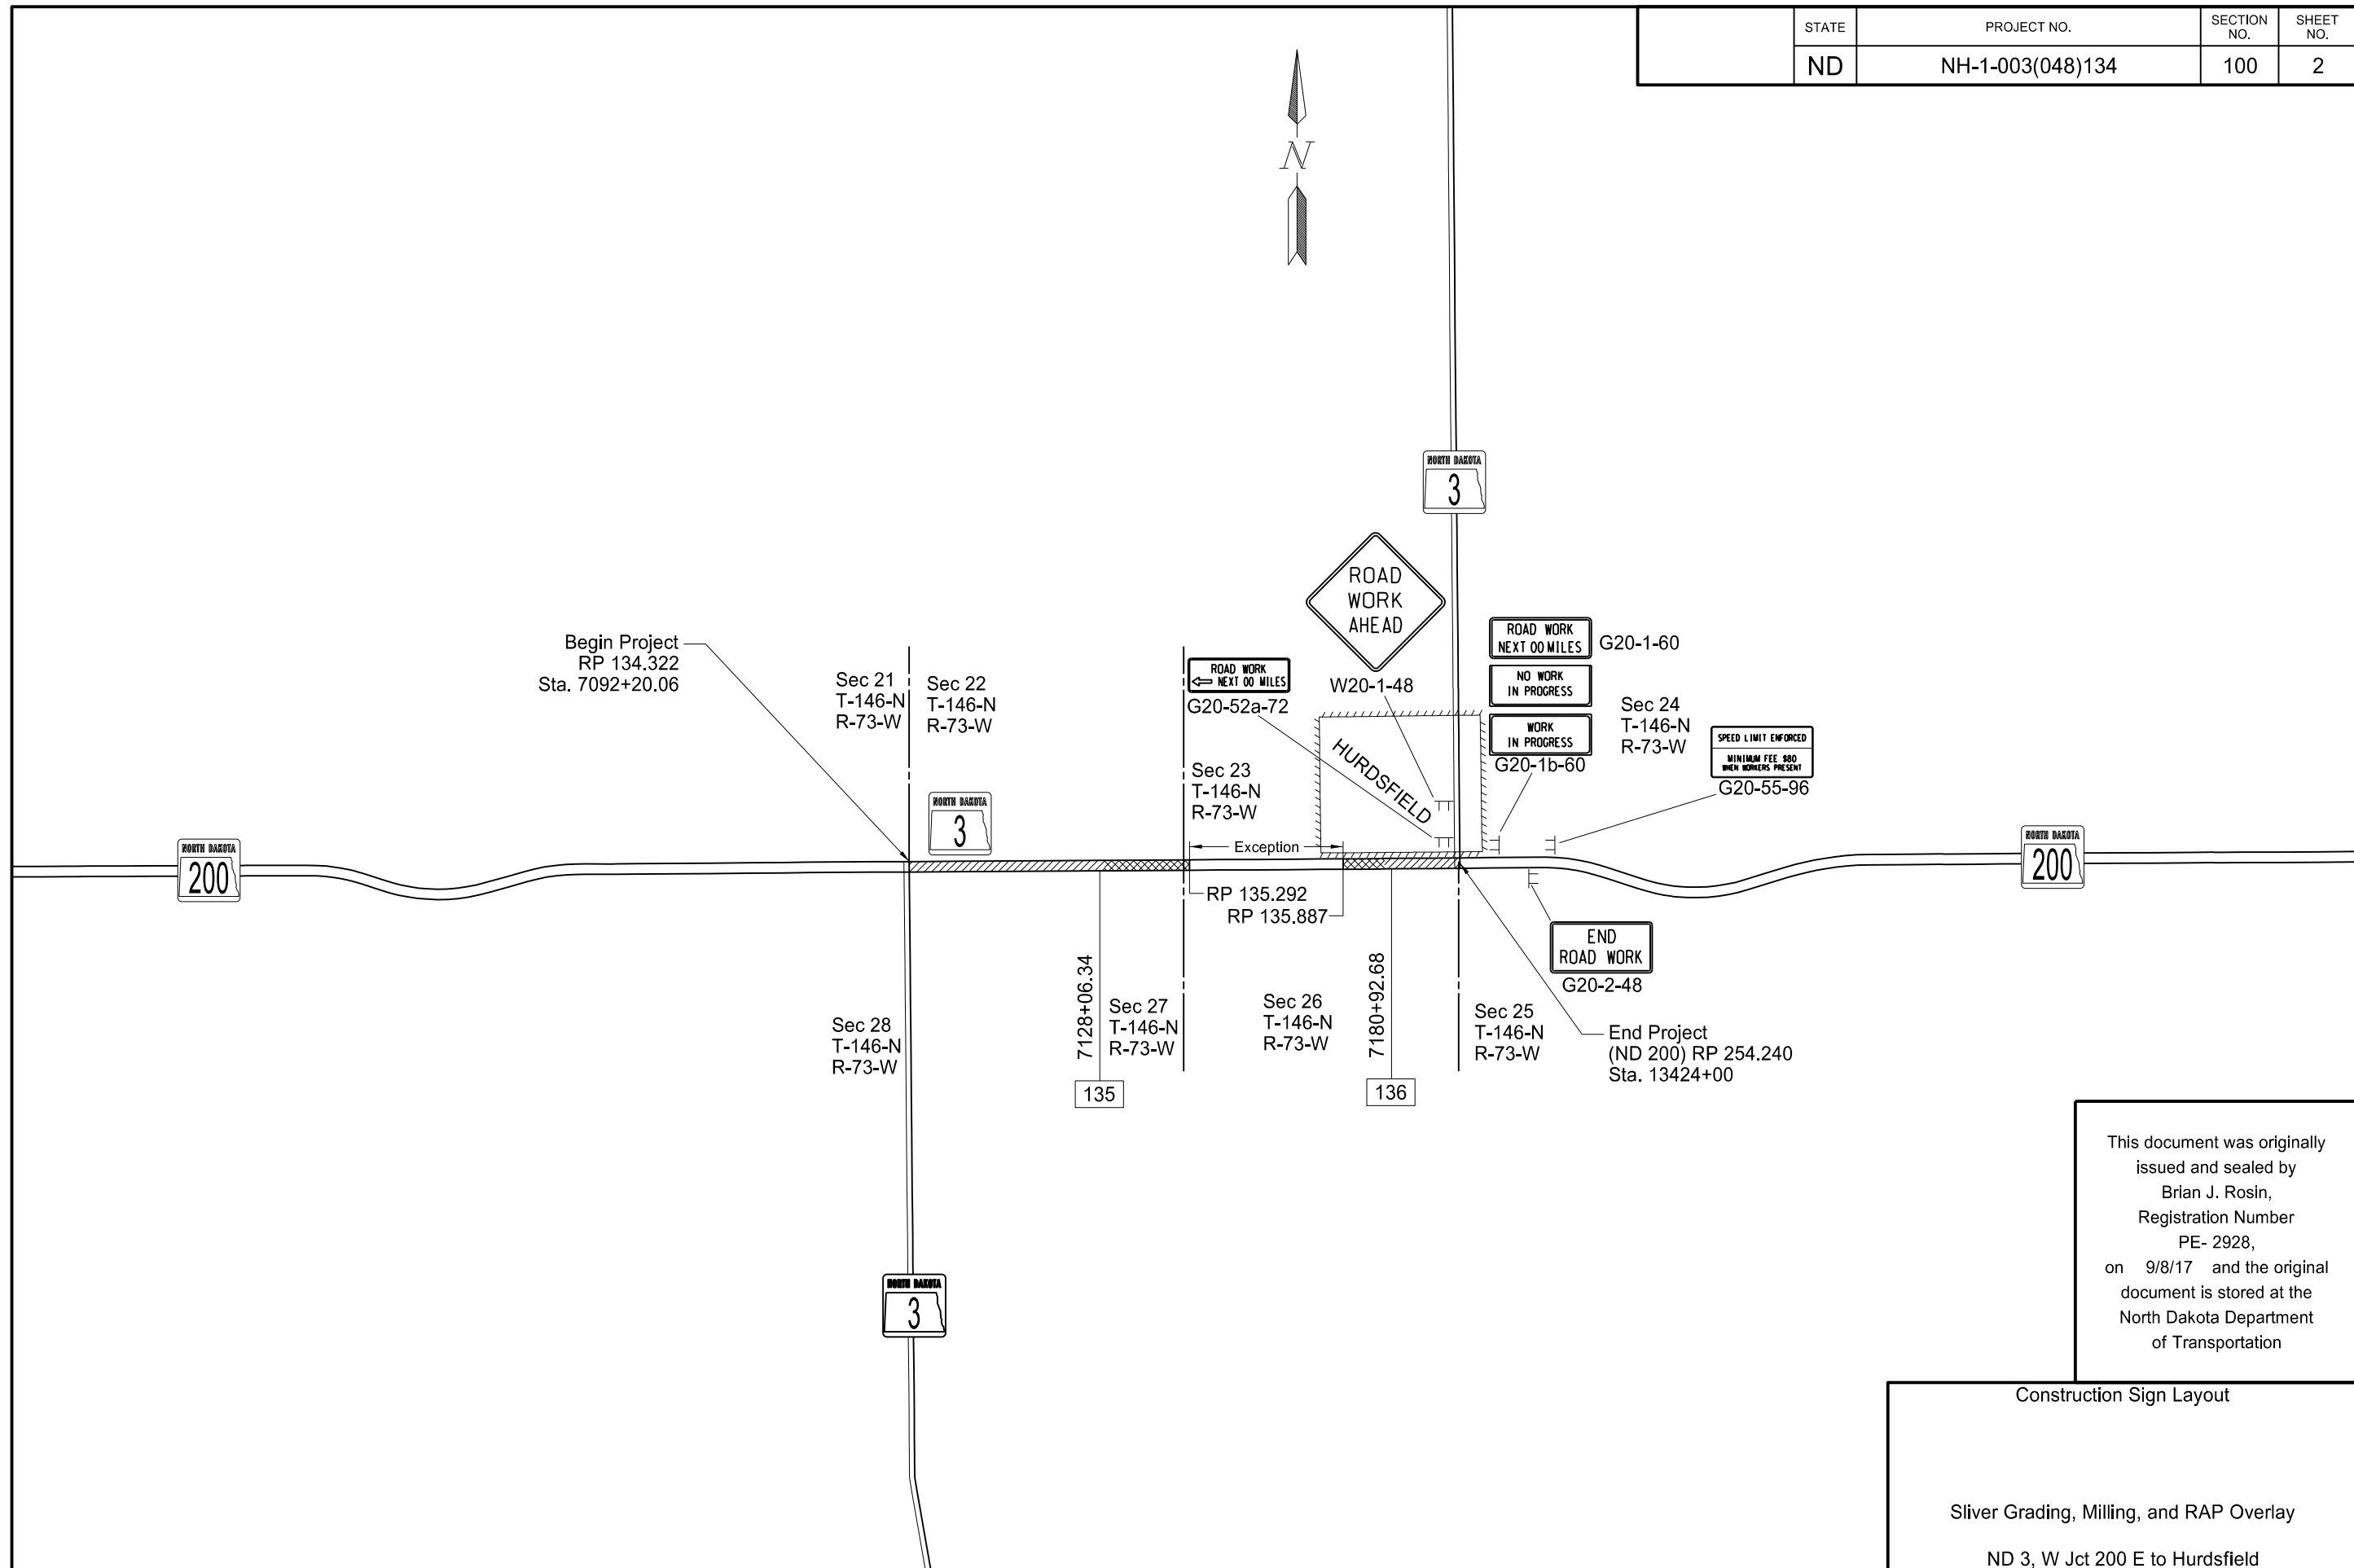 STATE
PROJECT NO.
SECTION
NO.
SHEET
NO.
ND
NH-1-003(048)134
100
2
N
NORTH DAKOTA
3
ROAD
WORK
AHEAD
W20-1-48
ROAD WORK
NEXT 00 MILES
G20-1-60
NO WORK
IN PROGRESS
WORK
IN PROGRESS
G20-1b-60
Begin Project
RP 134.322
Sta. 7092+20.06
Sec 21
T-146-N
R-73-W
Sec 22
T-146-N
R-73-W
ROAD WORK
NEXT 00 MILES
G20-52a-72
Sec 24
T-146-N
R-73-W
SPEED LIMIT ENFORCED
MINIMUM FEE $80
WHEN WORKERS PRESENT
G20-55-96
Sec 23
T-146-N
R-73-W
HURDSFIELD
NORTH DAKOTA
3
Exception
NORTH DAKOTA
200
NORTH DAKOTA
200
RP 135.292
RP 135.887
END
ROAD WORK
G20-2-48
7128+06.34
7180+92.68
Sec 28
T-146-N
R-73-W
Sec 27
T-146-N
R-73-W
Sec 26
T-146-N
R-73-W
Sec 25
T-146-N
R-73-W
End Project
(ND 200) RP 254.240
Sta. 13424+00
135
136
NORTH DAKOTA
3
This document was originally
issued and sealed by
Brian J. Rosin,
Registration Number
PE- 2928,
on 9/8/17 and the original
document is stored at the
North Dakota Department
of Transportation
Construction Sign Layout
Sliver Grading, Milling, and RAP Overlay
ND 3, W Jct 200 E to Hurdsfield